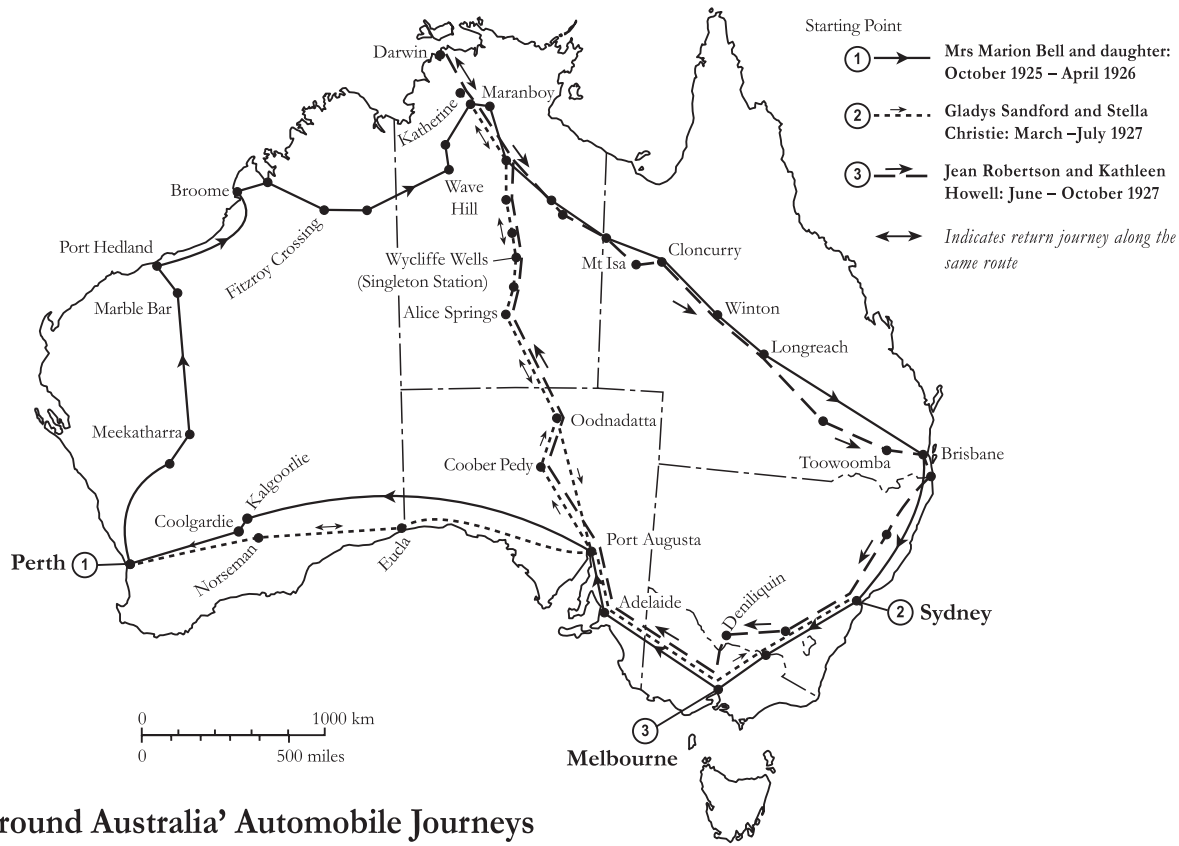 Starting Point
1
Mrs Marion Bell and daughter:
October 1925 – April 1926
2
Gladys Sandford and Stella
Christie: March –July 1927
3
Jean Robertson and Kathleen
Howell: June – October 1927
Indicates return journey along the
same route
Darwin
Katherine
Maranboy
Broome
Wave
Hill
Port Hedland
Fitzroy Crossing
Cloncurry
Wycliffe Wells
Mt Isa
(Singleton Station)
Marble Bar
Alice Springs
Winton
Longreach
Oodnadatta
Meekatharra
Coober Pedy
Toowoomba
Brisbane
Kalgoorlie
Coolgardie
Norseman
Eucla
Port Augusta
Perth 1
Adelaide
Deniliquin
2 Sydney
3
Melbourne
0 1000 km
0 500 miles
round Australia’ Automobile Journeys